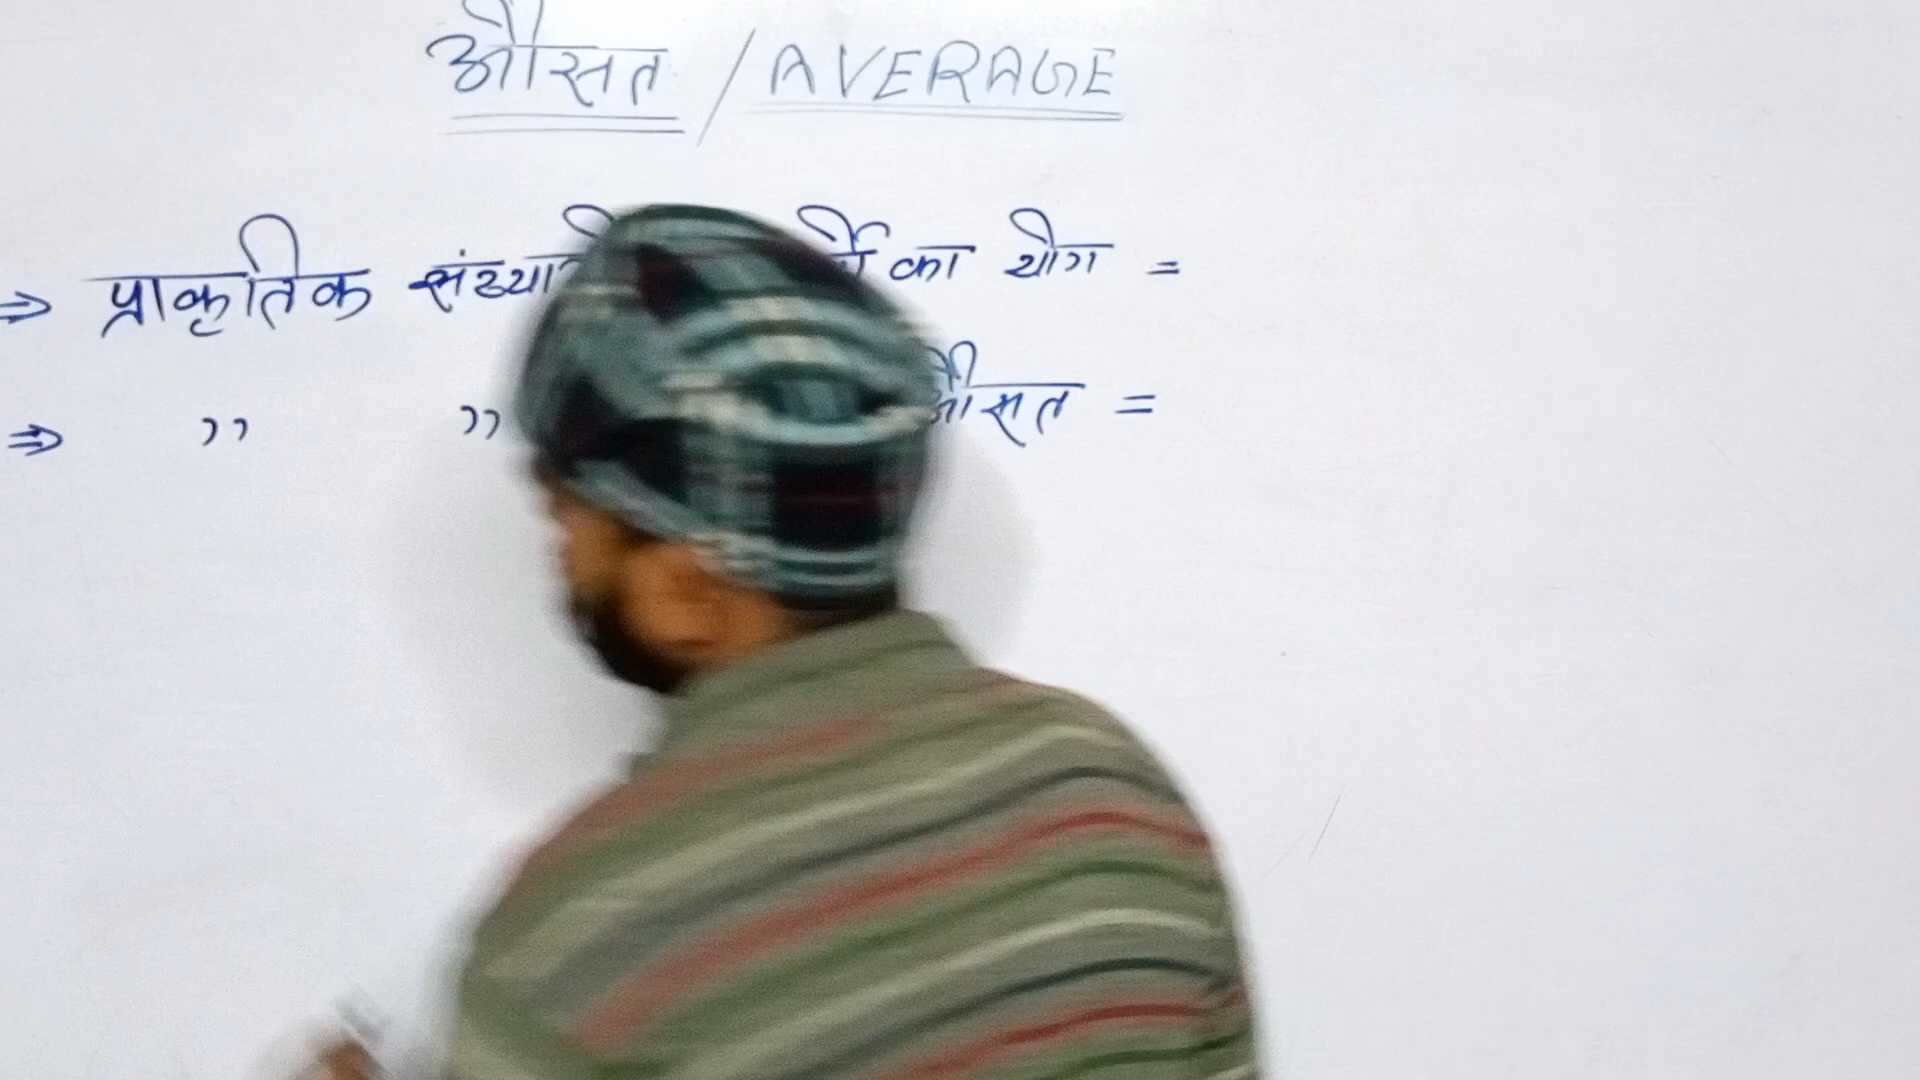 औसत / AVERAGE
⇒ प्राकृतिक का योग =
⇒ ,, ,, औसत =